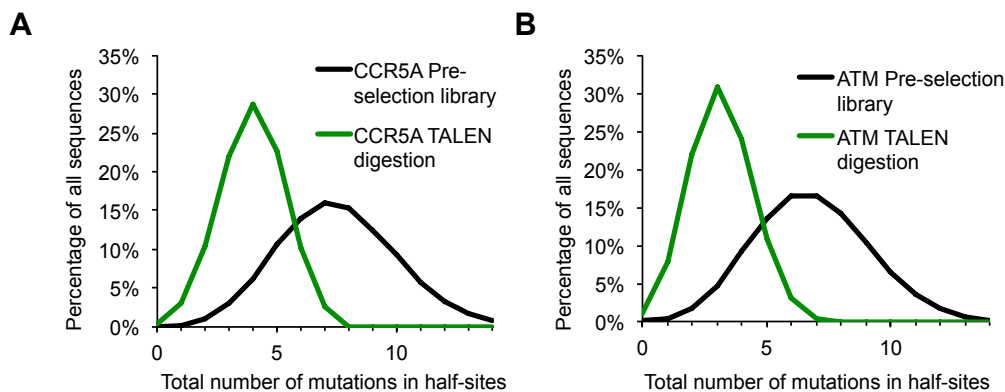 A
35%
30%
25%
20%
15%
10%
5%
0%
Percentage of all sequences
CCR5A Pre-
selection library
CCR5A TALEN
digestion
0
5
10
Total number of mutations in half-sites
B
35%
30%
25%
20%
15%
10%
5%
0%
Percentage of all sequences
ATM Pre-selection
library
ATM TALEN
digestion
0
5
10
Total number of mutations in half-sites